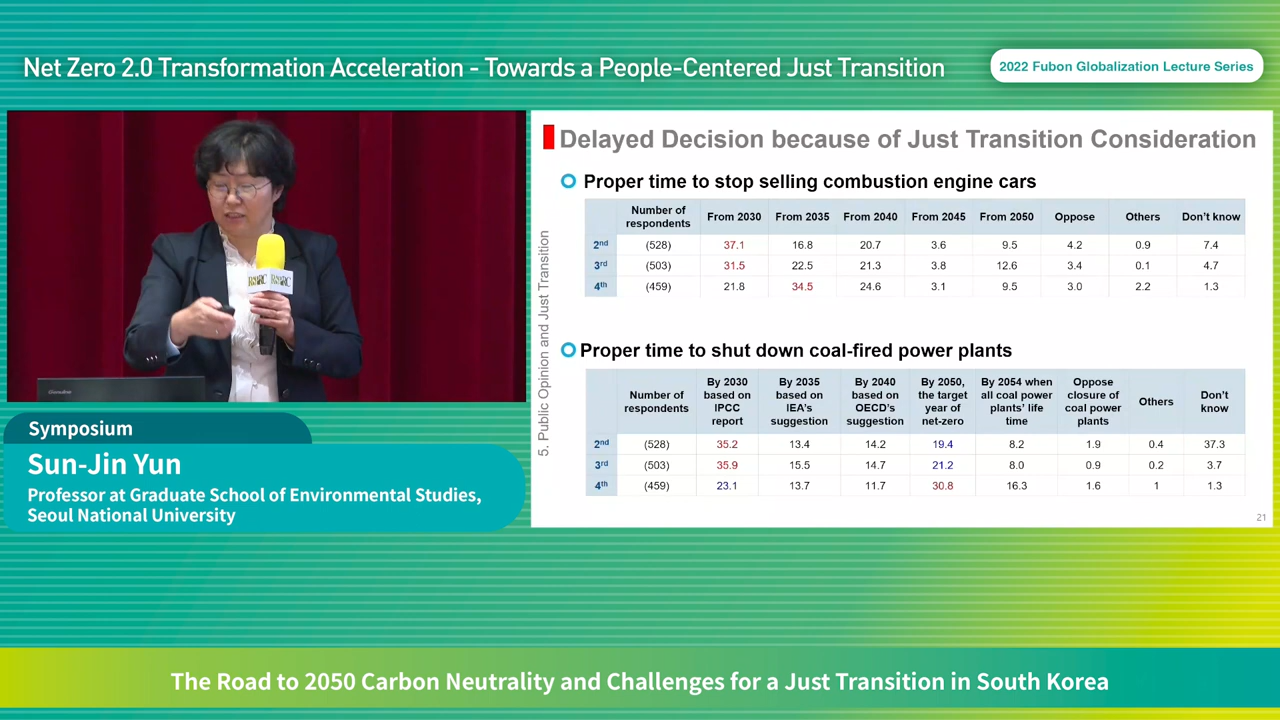 Net Zero 2.0 Transformation Acceleration - Towards a People-Centered Just Transition
2022 Fubon Globalization Lecture Series
Delayed Decision because of Just Transition Consideration
5. Public Opinion and Just Transition
Proper time to stop selling combustion engine cars
Number of respondents From 2030 From 2035 From 2040 From 2045 From 2050 Oppose Others Don't know
2nd (528) 37.1 16.8 20.7 3.6 9.5 4.2 0.9 7.4
3rd (503) 31.5 22.5 21.3 3.8 12.6 3.4 0.1 4.7
4th (459) 21.8 34.5 24.6 3.1 9.5 3.0 2.2 1.3
Proper time to shut down coal-fired power plants
Number of respondents By 2030 based on IPCC report By 2035 based on IEA's suggestion By 2040 based on OECD's suggestion By 2050, the target year of net-zero By 2054 when all coal power plants' life time Oppose closure of coal power plants Others Don't know
2nd (528) 35.2 13.4 14.2 19.4 8.2 1.9 0.4 37.3
3rd (503) 35.9 15.5 14.7 21.2 8.0 0.9 0.2 3.7
4th (459) 23.1 13.7 11.7 30.8 16.3 1.6 1 1.3
21
Symposium
Sun-Jin Yun
Professor at Graduate School of Environmental Studies,
Seoul National University
The Road to 2050 Carbon Neutrality and Challenges for a Just Transition in South Korea